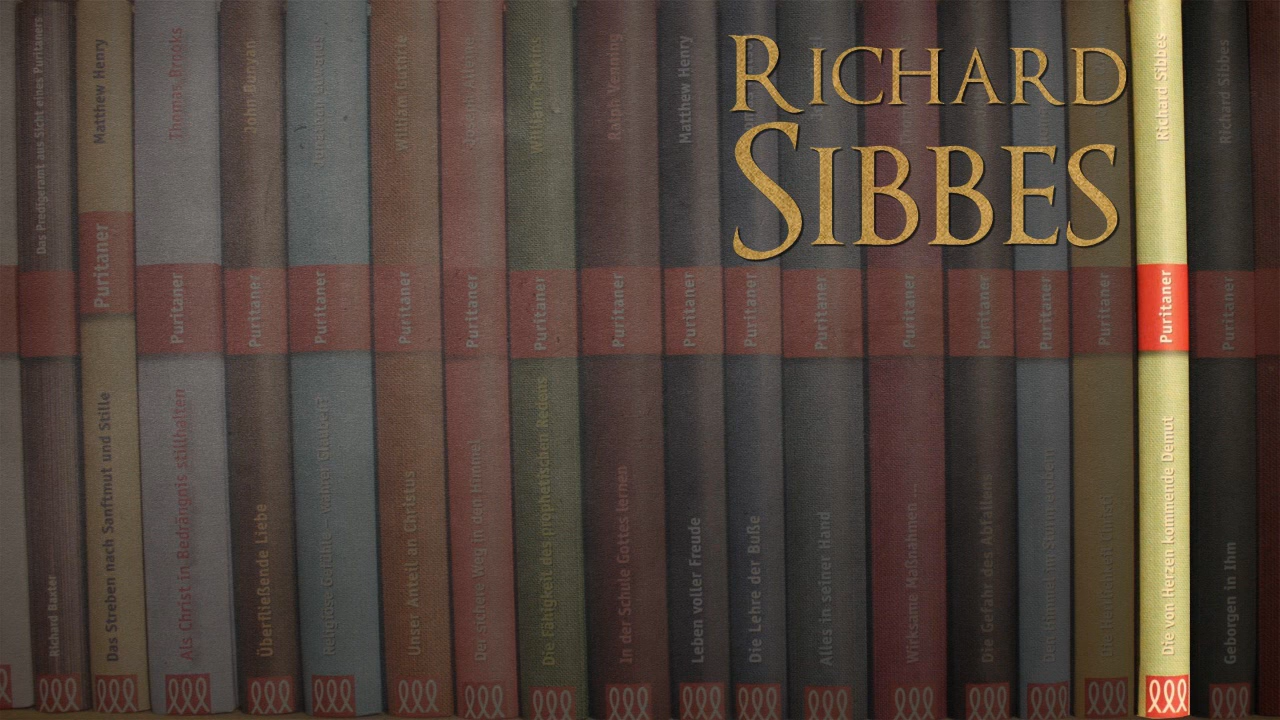 RICHARD
SIBBES
Das Predigeramt aus Sicht eines Puritaners
Richard Baxter
Matthew Henry
Puritaner
Das Streben nach Sanftmut und Stille
Thomas Brooks
Puritaner
Als Christ in Bedrängnis stillhalten
John Bunyan
Puritaner
Überfließende Liebe
Puritaner
Religiöse Gefühle – Wahrer Glaube?
William Guthrie
Puritaner
Unser Anteil an Christus
Puritaner
Der sichere Weg in den Himmel
William Perkins
Puritaner
Die Fähigkeit des prophetischen Redens
Ralph Venning
Puritaner
In der Schule Gottes lernen
Matthew Henry
Puritaner
Leben voller Freude
Puritaner
Die Lehre der Buße
Puritaner
Alles in seiner Hand
Puritaner
Wirksame Maßnahmen ...
Puritaner
Die Gefahr des Abfallens
Puritaner
Puritaner
Richard Sibbes
Puritaner
Die von Herzen kommende Demut
Richard Sibbes
Puritaner
Geborgen in Ihm